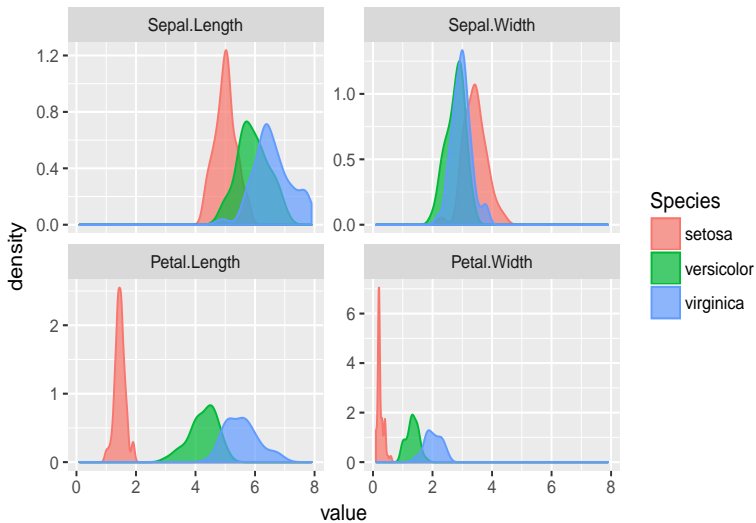 Sepal.Length
Sepal.Width
1.2
0.8
0.4
0.0
1.0
0.5
0.0
density
Petal.Length
Petal.Width
2
1
0
6
4
2
0
0 2 4 6 8
0 2 4 6 8
value
Species
setosa
versicolor
virginica